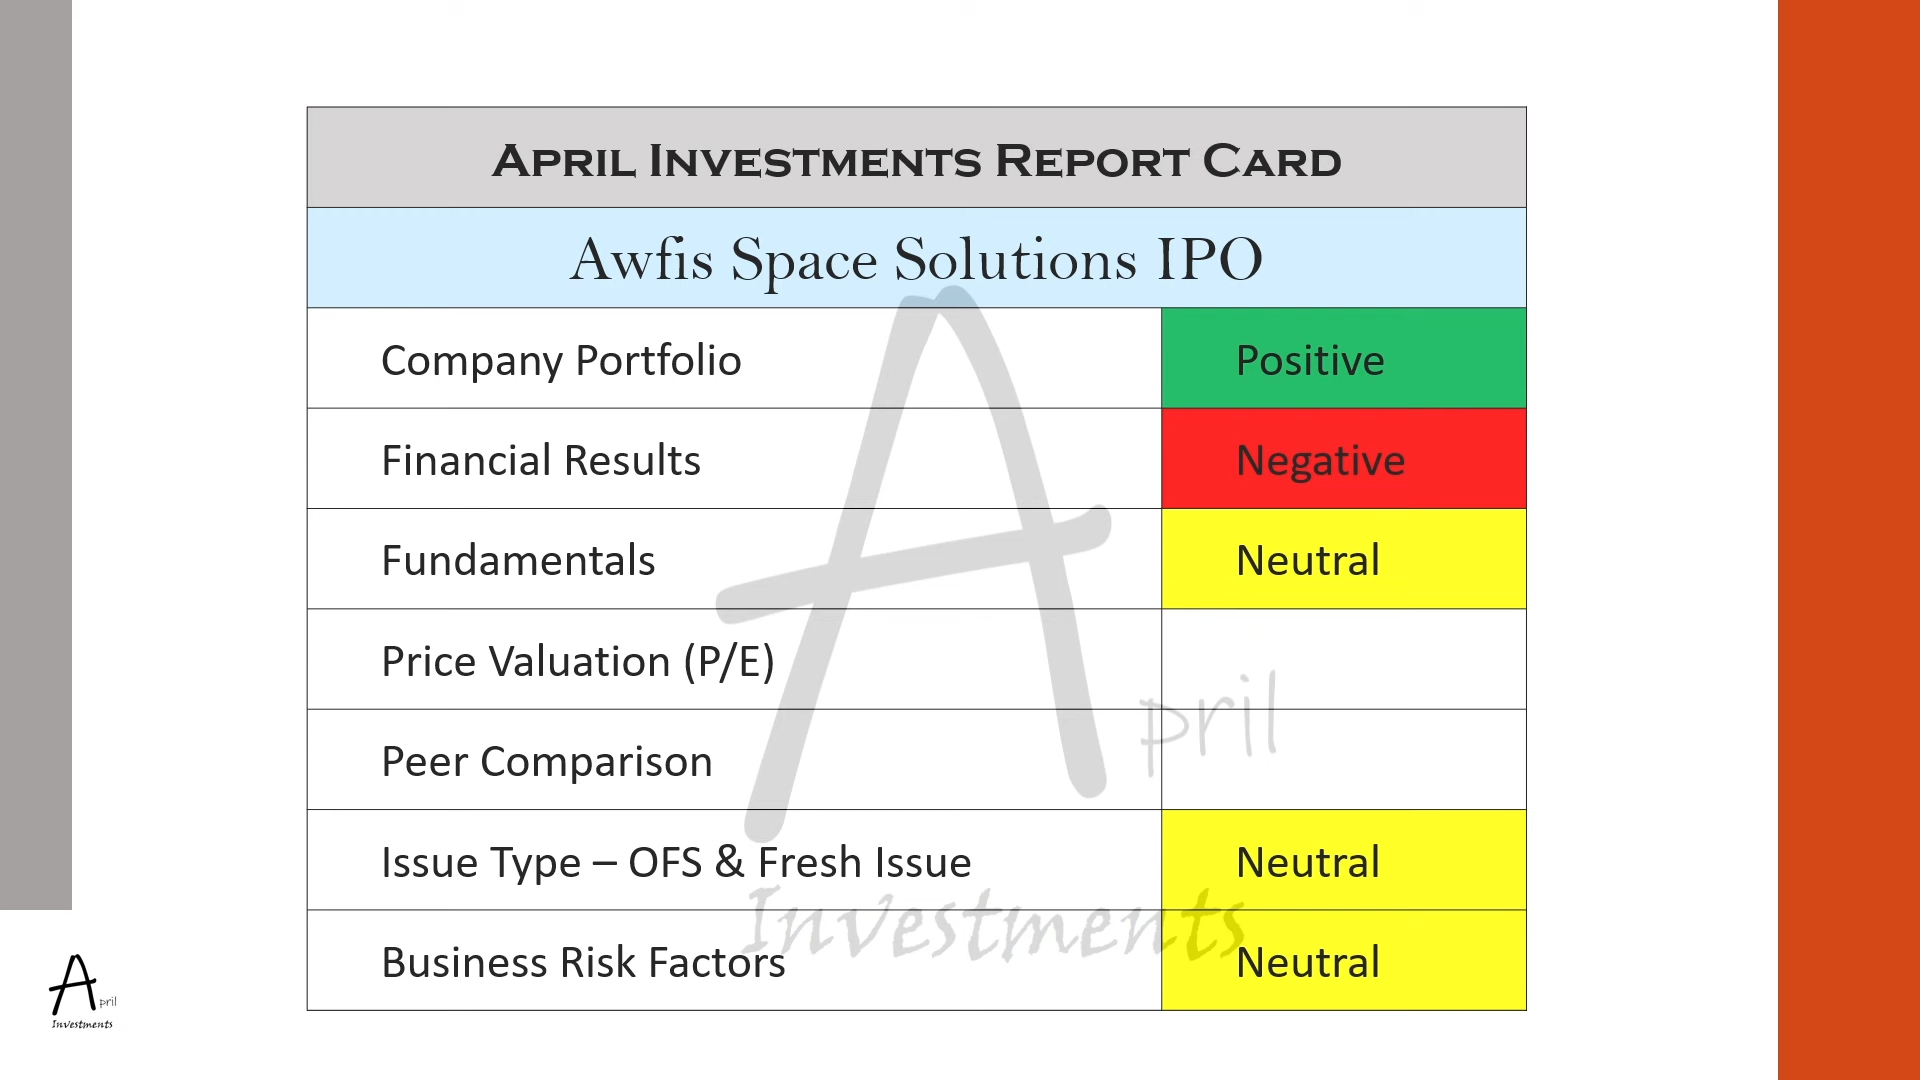 April Investments Report Card
Awfis Space Solutions IPO
Company Portfolio Positive
Financial Results Negative
Fundamentals Neutral
Price Valuation (P/E)
Peer Comparison
Issue Type – OFS & Fresh Issue Neutral
Business Risk Factors Neutral
April
Investments
April
Investments